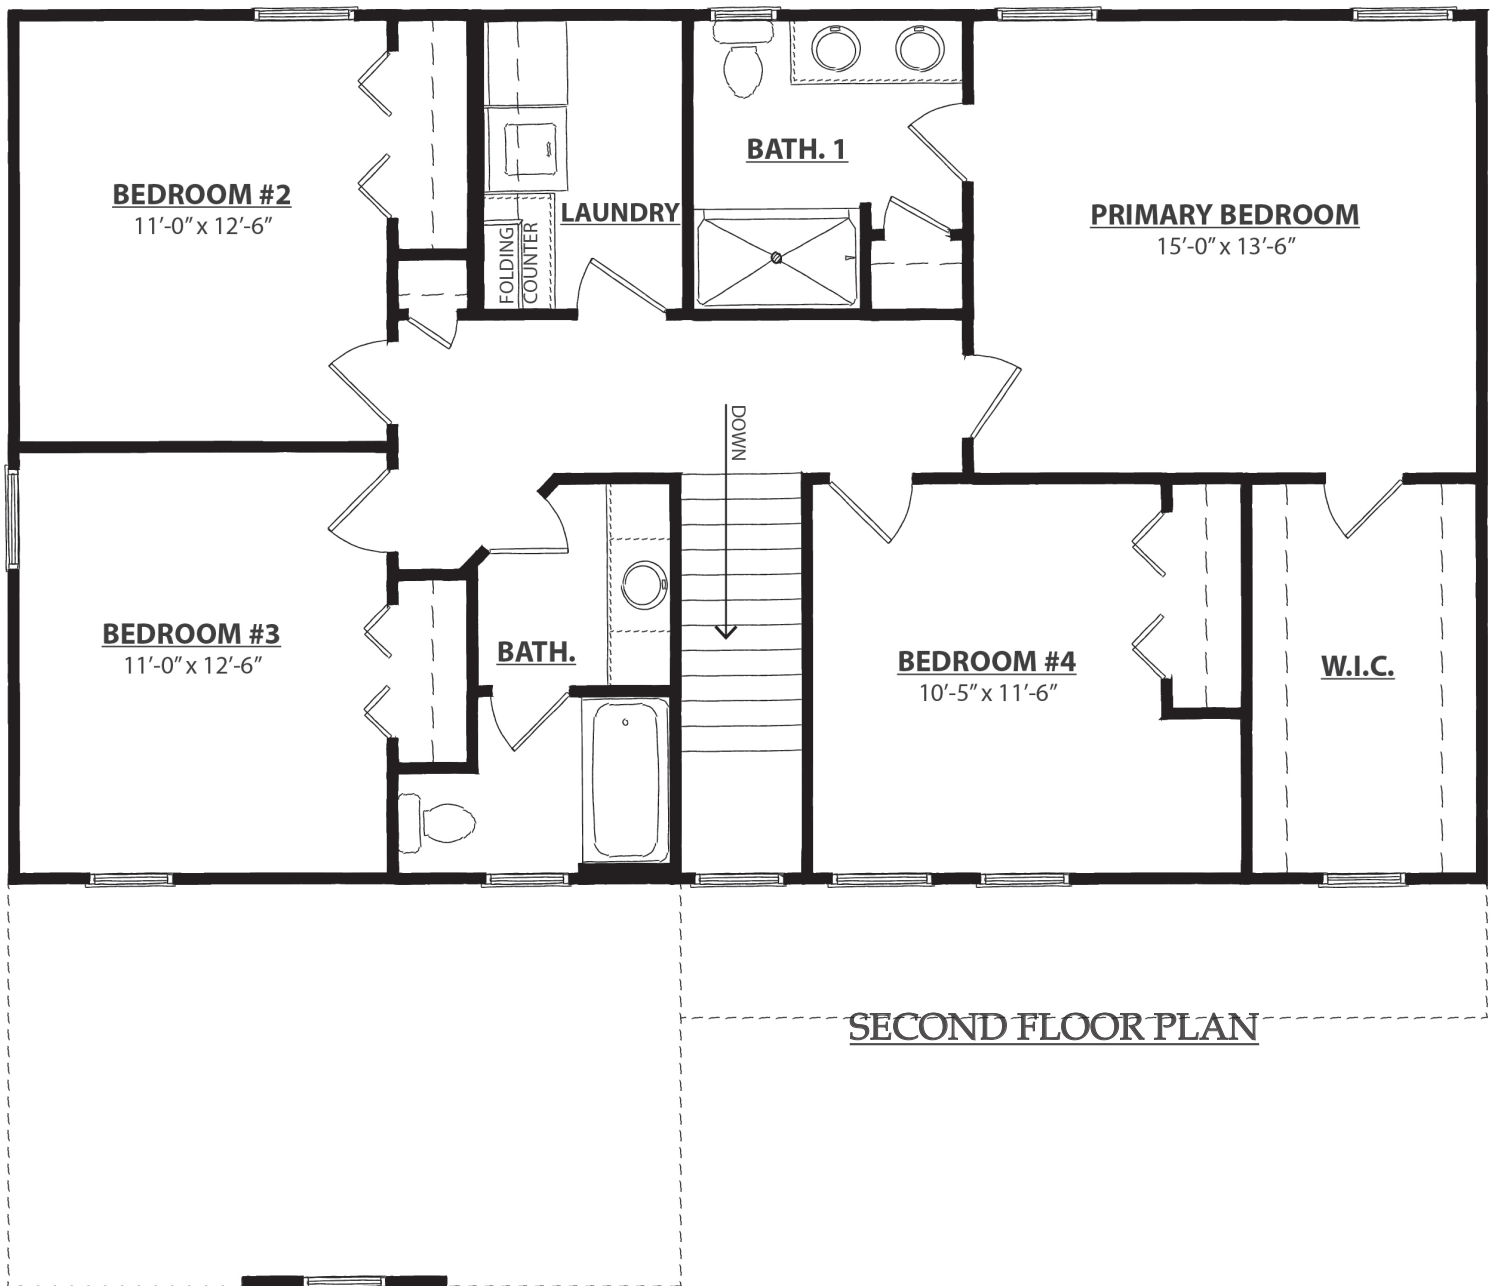 BEDROOM #2
11’-0” x 12’-6”
LAUNDRY
FOLDING
COUNTER
BATH. 1
PRIMARY BEDROOM
15’-0” x 13’-6”
DOWN
BEDROOM #3
11’-0” x 12’-6”
BATH.
BEDROOM #4
10’-5” x 11’-6”
W.I.C.
SECOND FLOOR PLAN